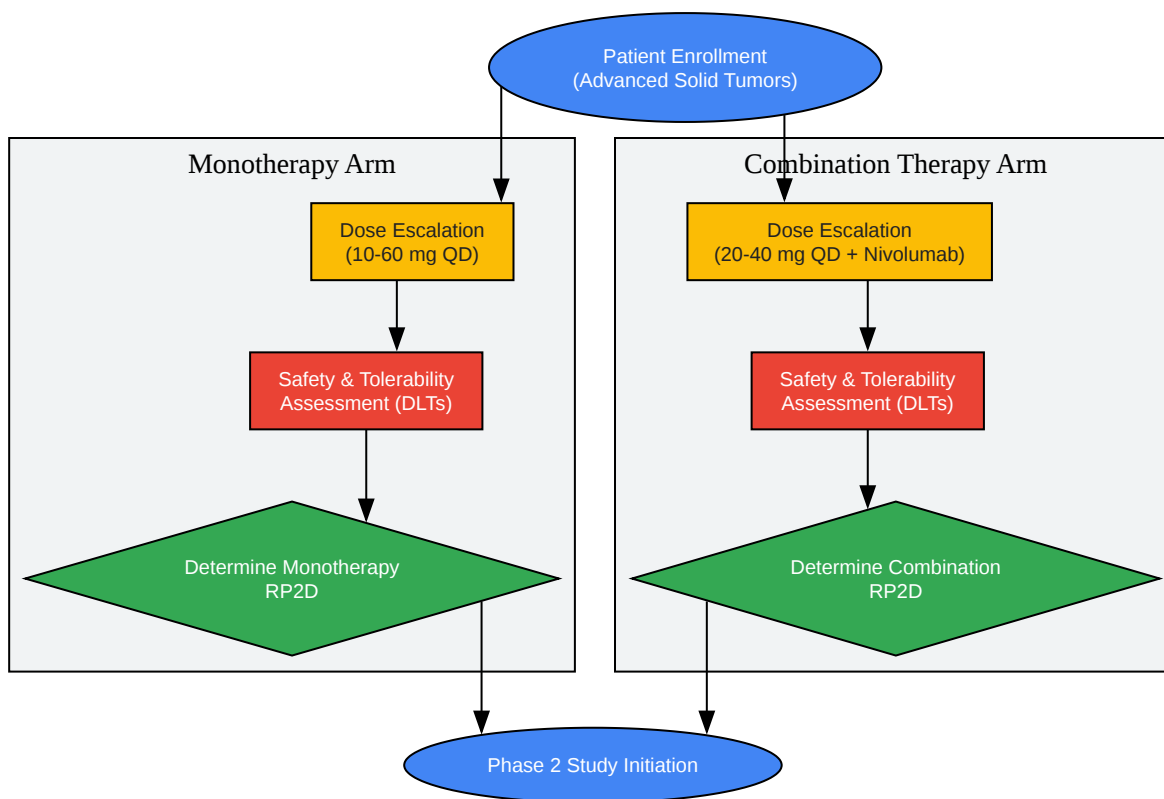 Patient Enrollment
(Advanced Solid Tumors)
Monotherapy Arm
Dose Escalation
(10-60 mg QD)
Safety & Tolerability
Assessment (DLTs)
Determine Monotherapy
RP2D
Combination Therapy Arm
Dose Escalation
(20-40 mg QD + Nivolumab)
Safety & Tolerability
Assessment (DLTs)
Determine Combination
RP2D
Phase 2 Study Initiation